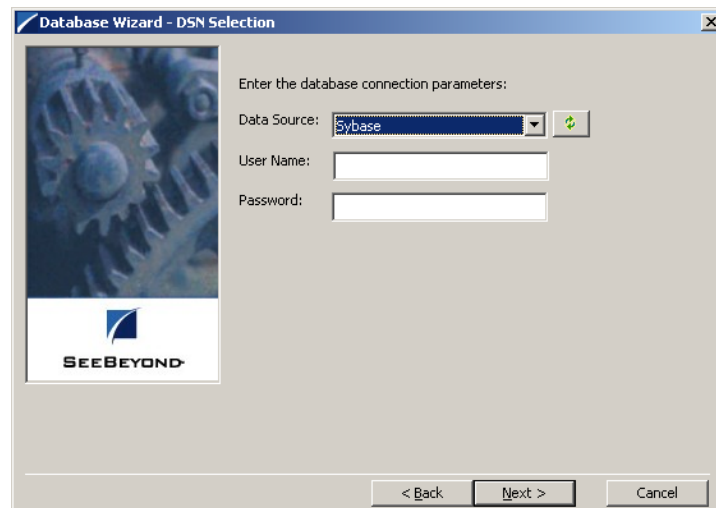 Database Wizard - DSN Selection
Enter the database connection parameters:
Data Source: Sybase
User Name:
Password:
SEEBEYOND
< Back Next > Cancel